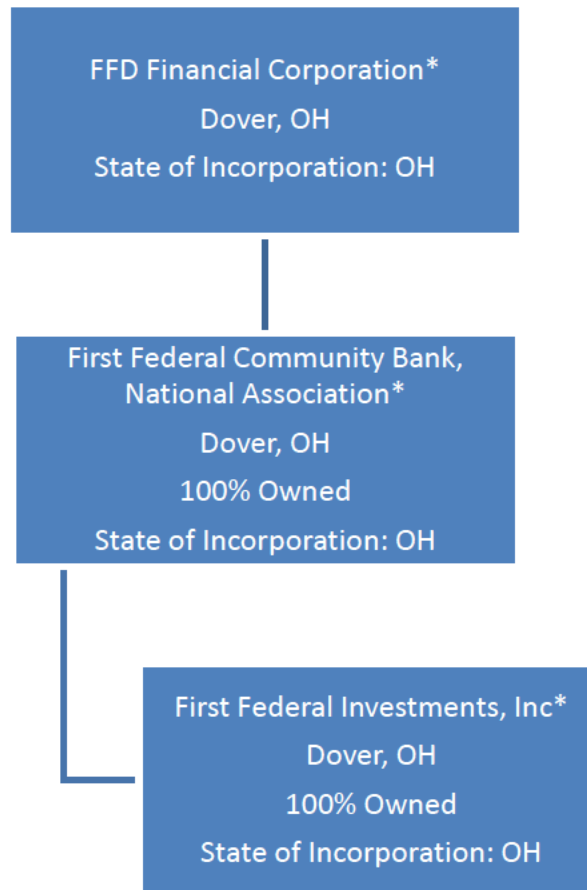 FFD Financial Corporation*
Dover, OH
State of Incorporation: OH
First Federal Community Bank,
National Association*
Dover, OH
100% Owned
State of Incorporation: OH
First Federal Investments, Inc*
Dover, OH
100% Owned
State of Incorporation: OH